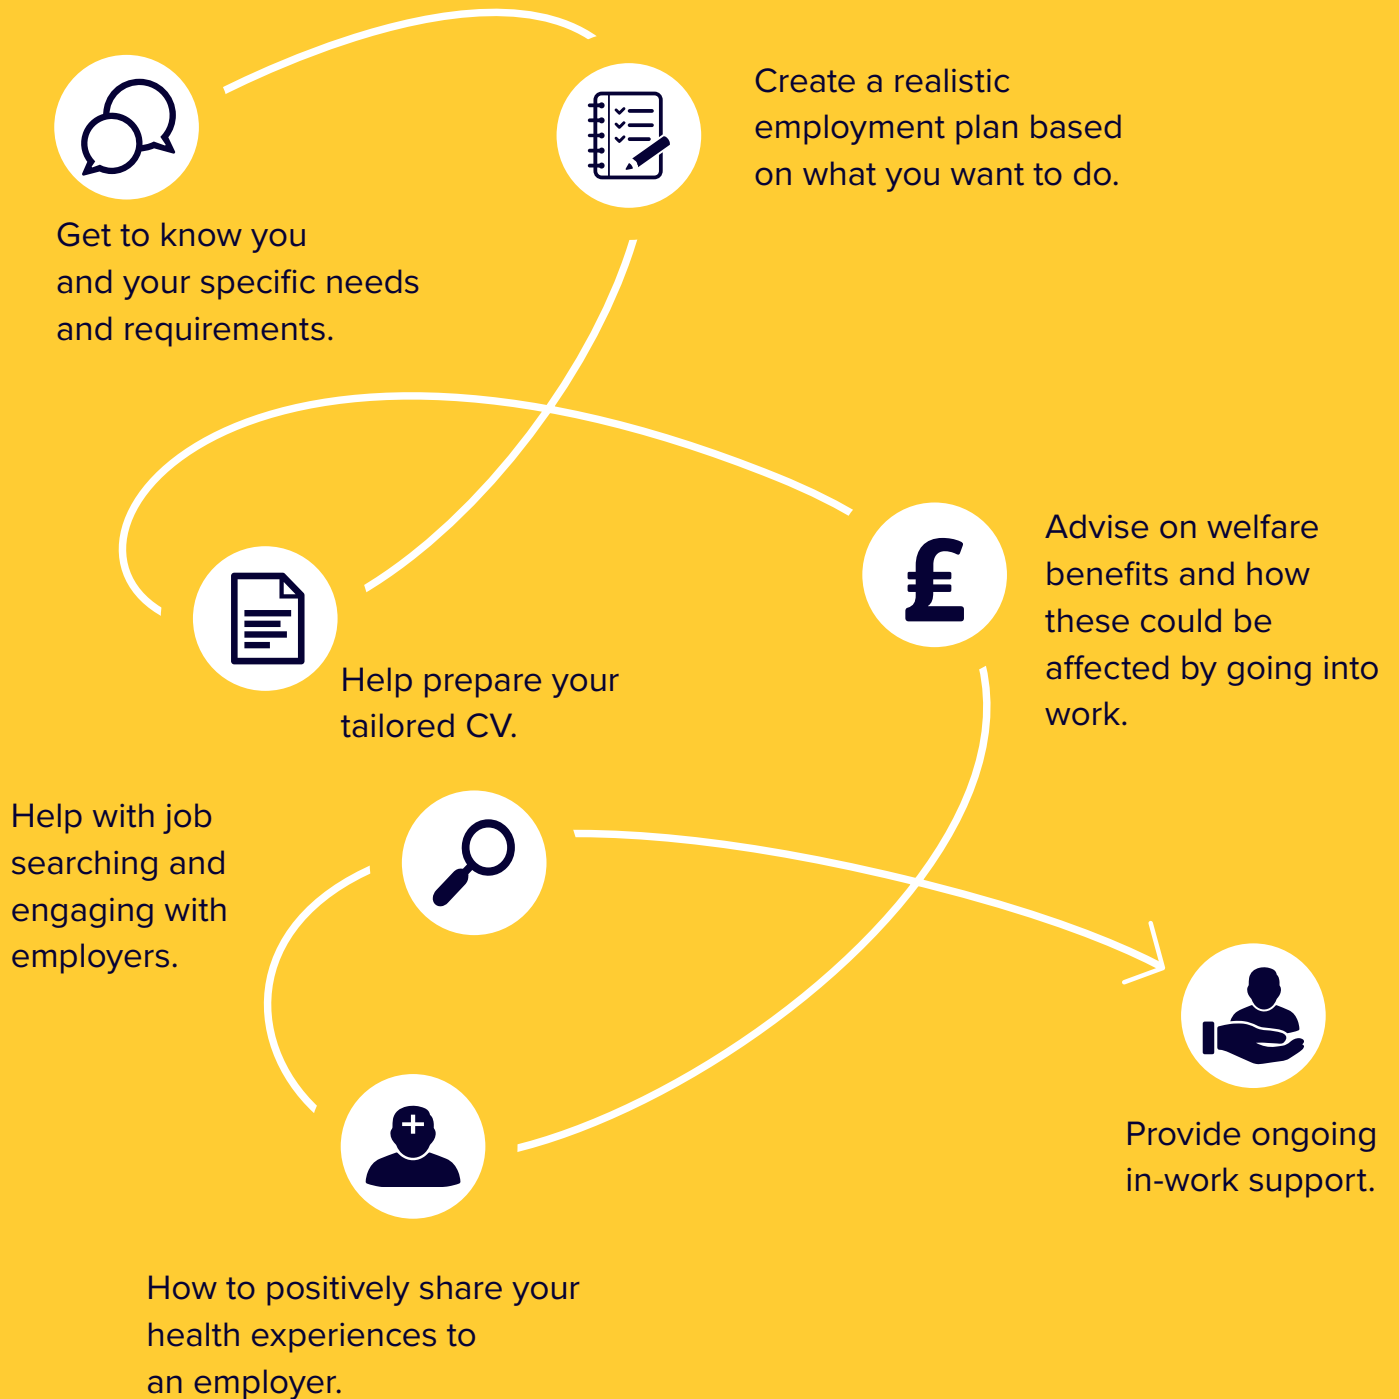 Get to know you
and your specific needs
and requirements.
Create a realistic
employment plan based
on what you want to do.
Help prepare your
tailored CV.
£
Advise on welfare
benefits and how
these could be
affected by going into
work.
How to positively share your
health experiences to
an employer.
Help with job
searching and
engaging with
employers.
Provide ongoing
in-work support.